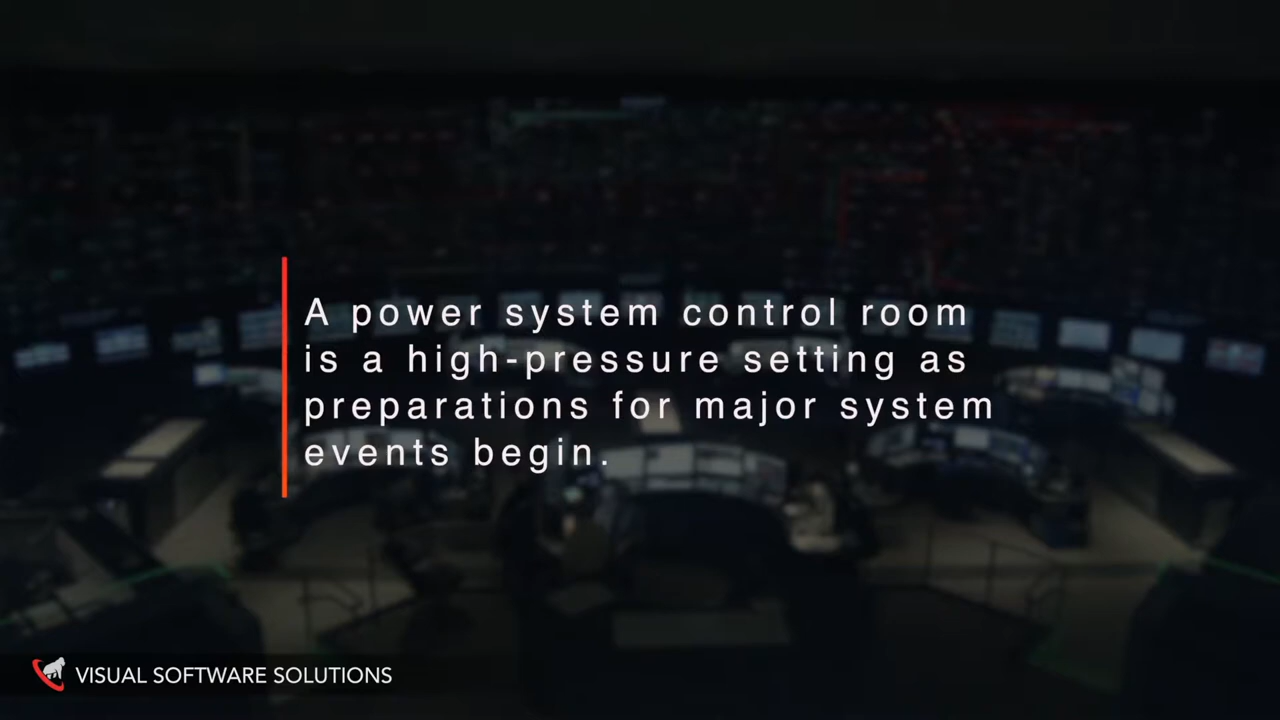 A power system control room
is a high-pressure setting as
preparations for major system
events begin.
VISUAL SOFTWARE SOLUTIONS